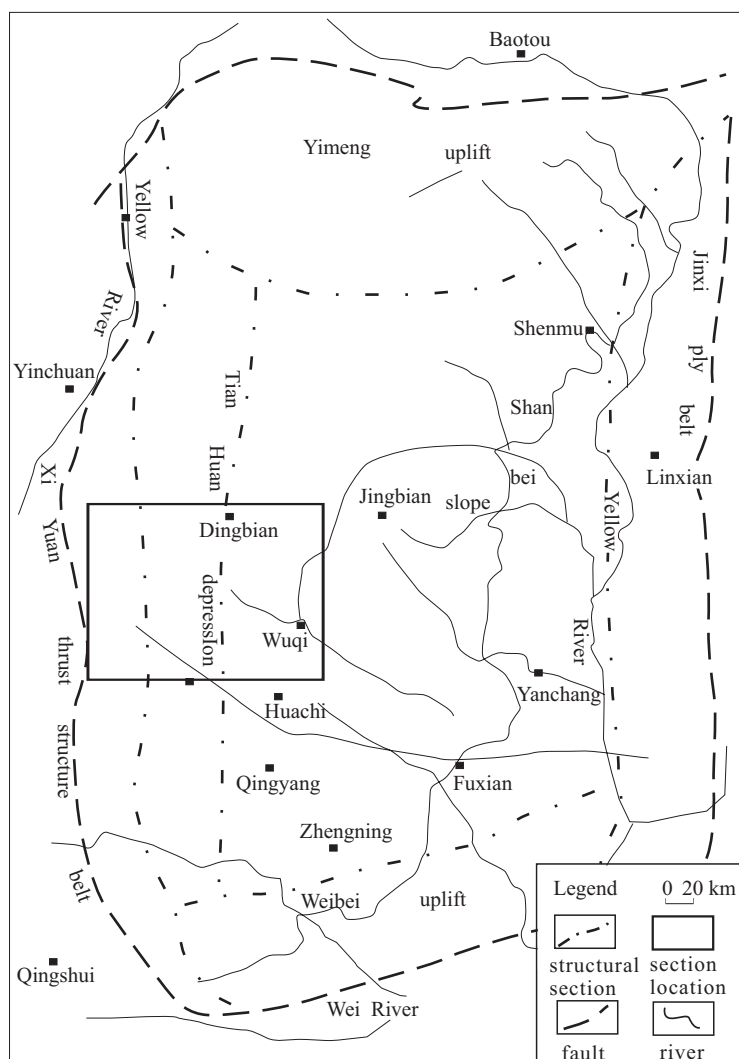 Baotou
Yimeng uplift
Yellow
River
Jinxi
ply
belt
Shenmu
Yinchuan
Tian
Huan
depresslon
Shan
bei
slope
Linxian
Xi
Yuan
thrust
structure
belt
Jingbian
Yellow
River
Dingbian
Wuqi
Yanchang
Huachi
Qingyang
Fuxian
Zhengning
Weibei uplift
Qingshui
Wei River
Legend 0 20 km
structural section
section location
fault river